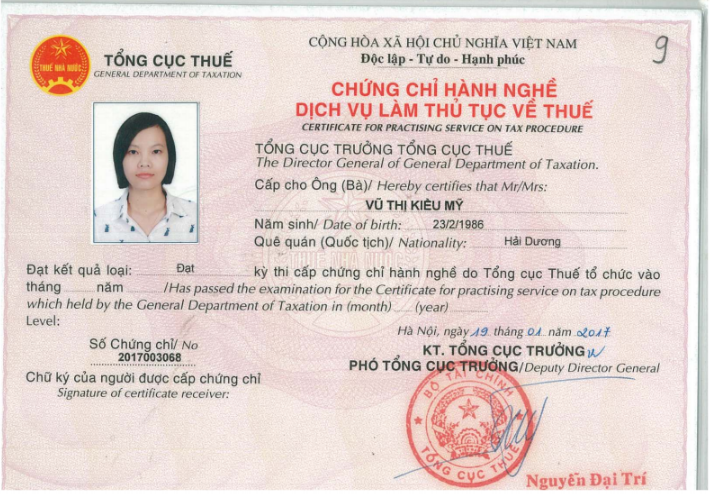 THUẾ NHÀ NƯỚC
TỔNG CỤC THUẾ
GENERAL DEPARTMENT OF TAXATION
CỘNG HÒA XÃ HỘI CHỦ NGHĨA VIỆT NAM
Độc lập - Tự do - Hạnh phúc
9
CHỨNG CHỈ HÀNH NGHỀ
DỊCH VỤ LÀM THỦ TỤC VỀ THUẾ
CERTIFICATE FOR PRACTISING SERVICE ON TAX PROCEDURE
TỔNG CỤC TRƯỞNG TỔNG CỤC THUẾ
The Director General of General Department of Taxation.
Cấp cho Ông (Bà)/ Hereby certifies that Mr/Mrs:
VŨ THỊ KIỀU MỸ
Năm sinh/ Date of birth: 23/2/1986
Quê quán (Quốc tịch)/ Nationality: Hải Dương
Đạt kết quả loại: Đạt kỳ thi cấp chứng chỉ hành nghề do Tổng cục Thuế tổ chức vào
tháng năm /Has passed the examination for the Certificate for practising service on tax procedure
which held by the General Department of Taxation in (month) (year)
Level:
Hà Nội, ngày 19 tháng 01 năm 2017
Số Chứng chỉ/ No
2017003068
KT. TỔNG CỤC TRƯỞNG
PHÓ TỔNG CỤC TRƯỞNG/Deputy Director General
Chữ ký của người được cấp chứng chỉ
Signature of certificate receiver:
BỘ TÀI CHÍNH
TỔNG CỤC THUẾ
Nguyễn Đại Trí